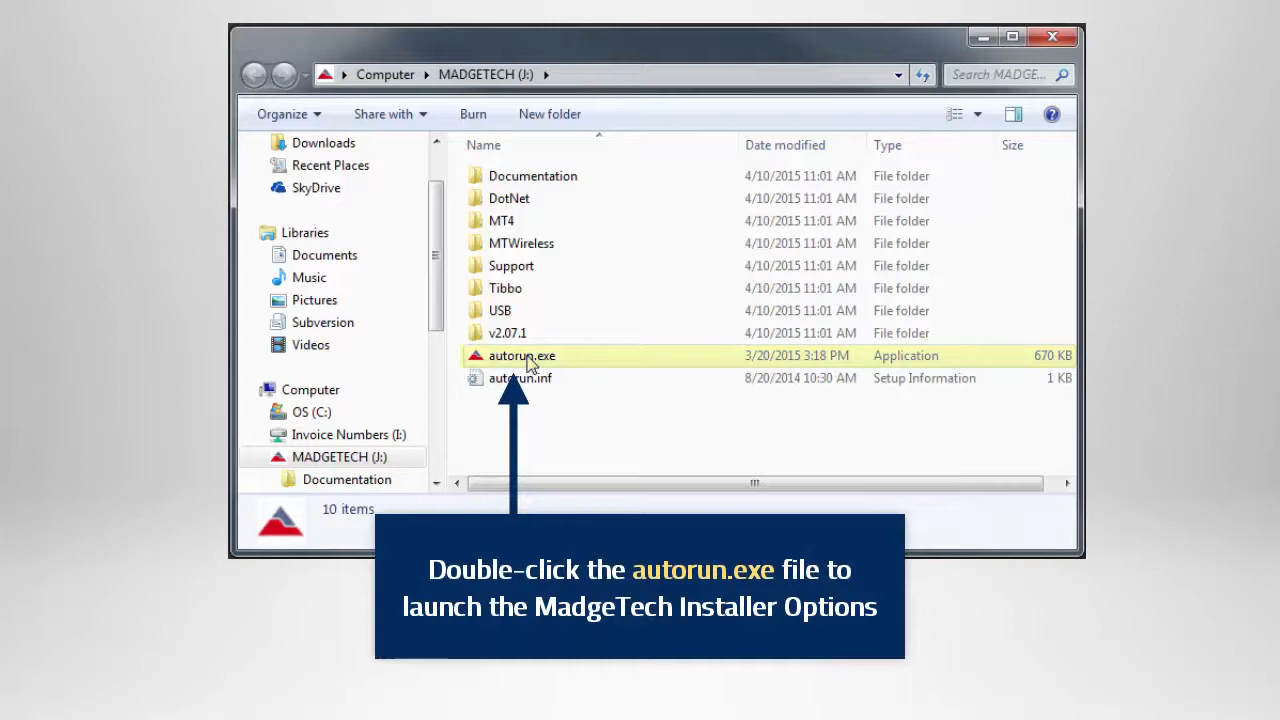 Computer MADGETECH (J:) Search MADGE...
Organize Share with Burn New folder
Name Date modified Type Size
Downloads
Recent Places
SkyDrive
Libraries
Documents
Music
Pictures
Subversion
Videos
Computer
OS (C:)
Invoice Numbers (I:)
MADGETECH (J:)
Documentation
Documentation 4/10/2015 11:01 AM File folder
DotNet 4/10/2015 11:01 AM File folder
MT4 4/10/2015 11:01 AM File folder
MTWireless 4/10/2015 11:01 AM File folder
Support 4/10/2015 11:01 AM File folder
Tibbo 4/10/2015 11:01 AM File folder
USB 4/10/2015 11:01 AM File folder
v2.07.1 4/10/2015 11:01 AM File folder
autorun.exe 3/20/2015 3:18 PM Application 670 KB
autorun.inf 8/20/2014 10:30 AM Setup Information 1 KB
10 items
Double-click the autorun.exe file to
launch the MadgeTech Installer Options